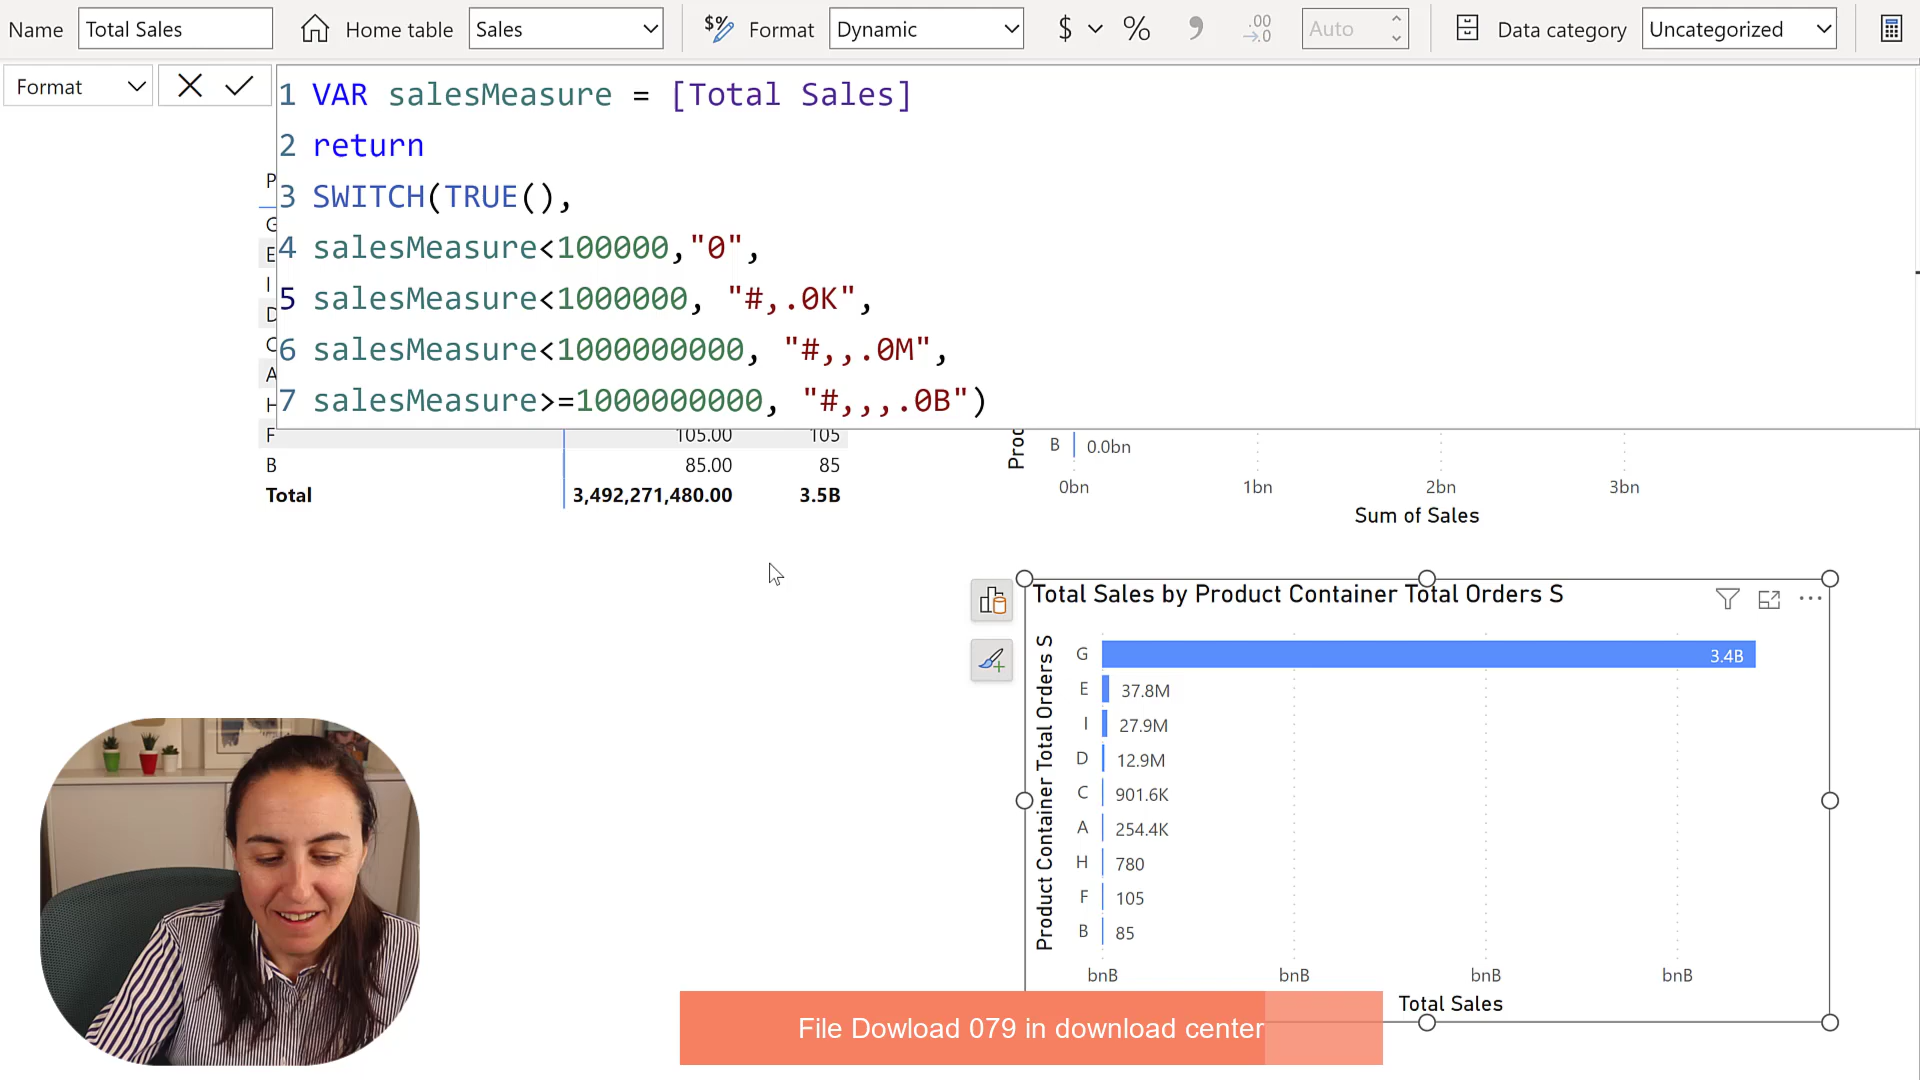 Name Total Sales Home table Sales $% Format Dynamic $ % Auto Data category Uncategorized
Format
1 VAR salesMeasure = [Total Sales]
2 return
3 SWITCH(TRUE(),
4 salesMeasure<100000,"0",
5 salesMeasure<1000000, "#,.0K",
6 salesMeasure<1000000000, "#,,.0M",
7 salesMeasure>=1000000000, "#,,,.0B")
P
G
E
I
D
C
A
H
F 105.00 105
B 85.00 85
Total 3,492,271,480.00 3.5B
B 0.0bn
0bn 1bn 2bn 3bn
Sum of Sales
Total Sales by Product Container Total Orders S
Product Container Total Orders S
G 3.4B
E 37.8M
I 27.9M
D 12.9M
C 901.6K
A 254.4K
H 780
F 105
B 85
bnB bnB bnB bnB
Total Sales
File Dowload 079 in download center